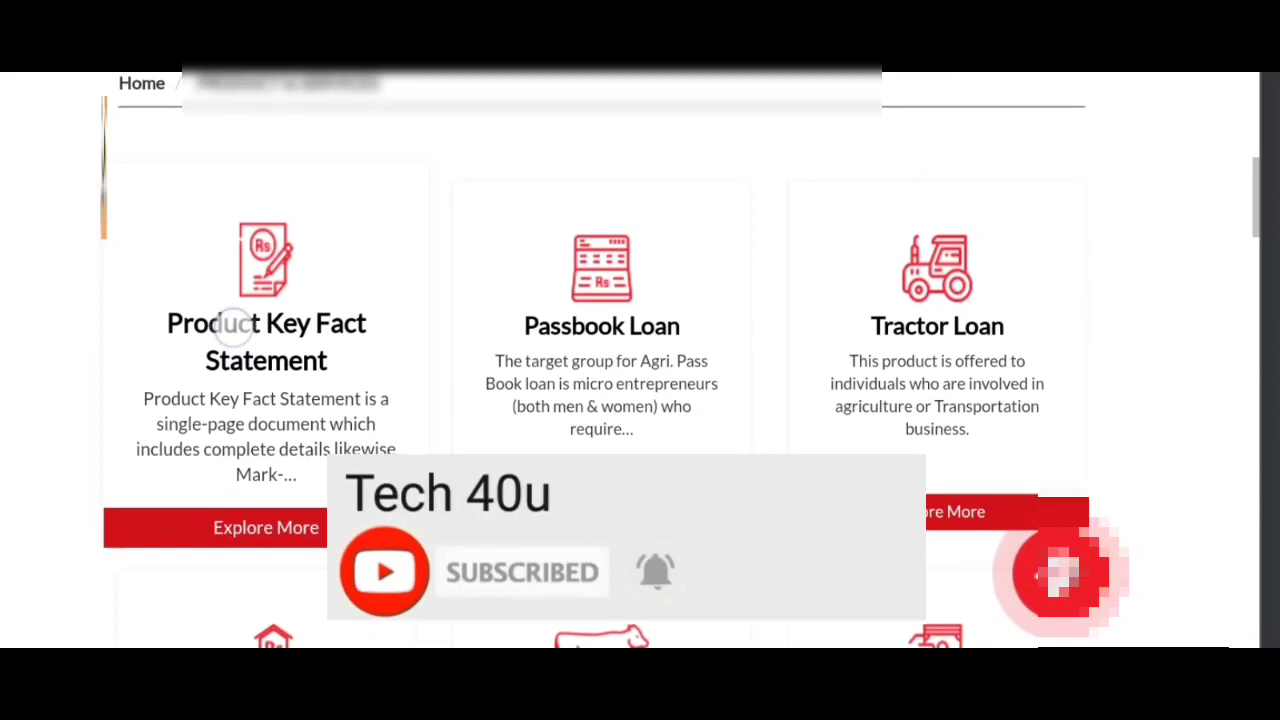 Home /
Rs
Product Key Fact
Statement
Product Key Fact Statement is a
single-page document which
includes complete details likewise
Mark-...
Explore More
Rs
Passbook Loan
The target group for Agri. Pass
Book loan is micro entrepreneurs
(both men & women) who
require...
Tractor Loan
This product is offered to
individuals who are involved in
agriculture or Transportation
business.
ore More
Tech 40u
SUBSCRIBED
Rs